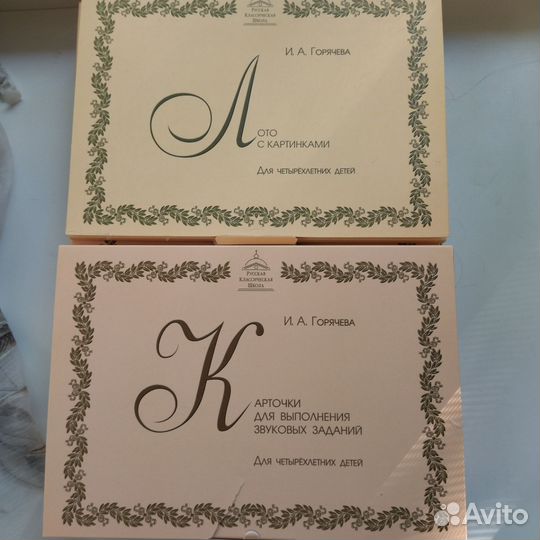 Русская
Классическая
Школа
И. А. Горячева
Лото
с картинками
Для четырёхлетних детей
Русская
Классическая
Школа
И. А. Горячева
Карточки
для выполнения
звуковых заданий
Для четырёхлетних детей
Avito